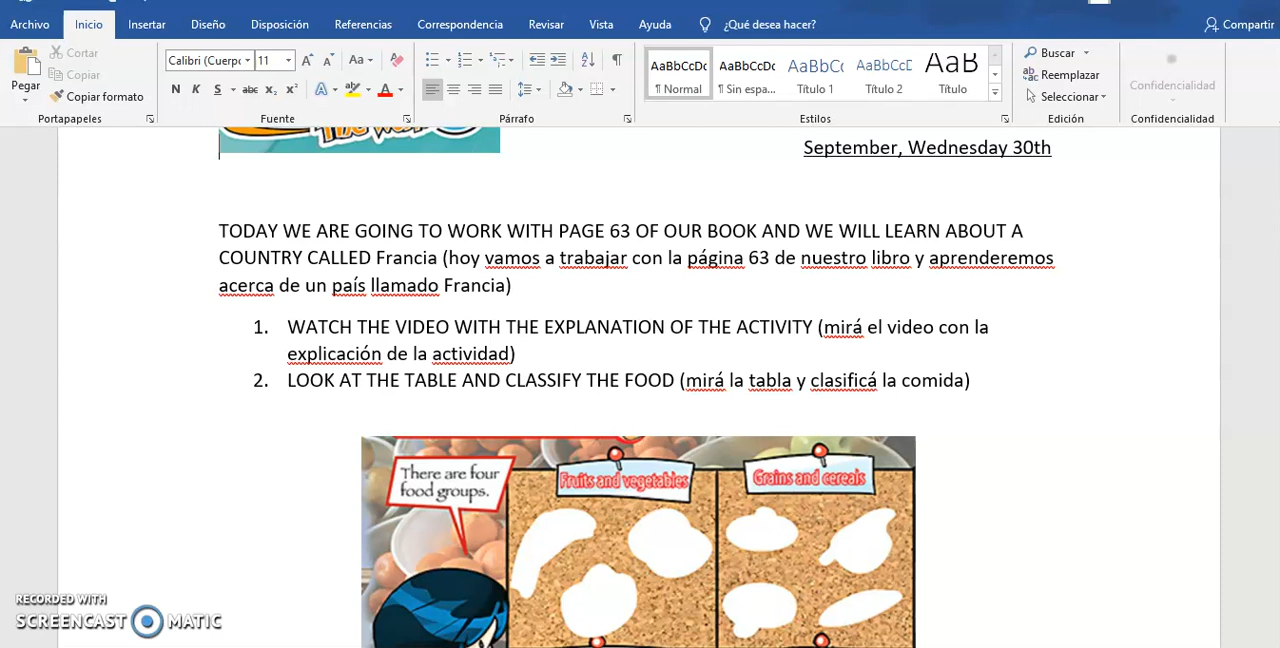 Archivo Inicio Insertar Diseño Disposición Referencias Correspondencia Revisar Vista Ayuda ¿Qué desea hacer? Compartir
Pegar
Cortar
Copiar
Copiar formato
Calibri (Cuerpo 11
Aa
N K S abc x₂ x² A aby A
AaBbCcDc AaBbCcDc AaBbCc AaBbCcD AaB
¶ Normal ¶ Sin espa... Título 1 Título 2 Título
Buscar
Reemplazar
Seleccionar
Confidencialidad
Portapapeles Fuente Párrafo Estilos Edición Confidencialidad
September, Wednesday 30th
TODAY WE ARE GOING TO WORK WITH PAGE 63 OF OUR BOOK AND WE WILL LEARN ABOUT A
COUNTRY CALLED Francia (hoy vamos a trabajar con la página 63 de nuestro libro y aprenderemos
acerca de un país llamado Francia)
1. WATCH THE VIDEO WITH THE EXPLANATION OF THE ACTIVITY (mirá el video con la
explicación de la actividad)
2. LOOK AT THE TABLE AND CLASSIFY THE FOOD (mirá la tabla y clasificá la comida)
There are four
food groups.
Fruits and vegetables
Grains and cereals
RECORDED WITH
SCREENCAST MATIC